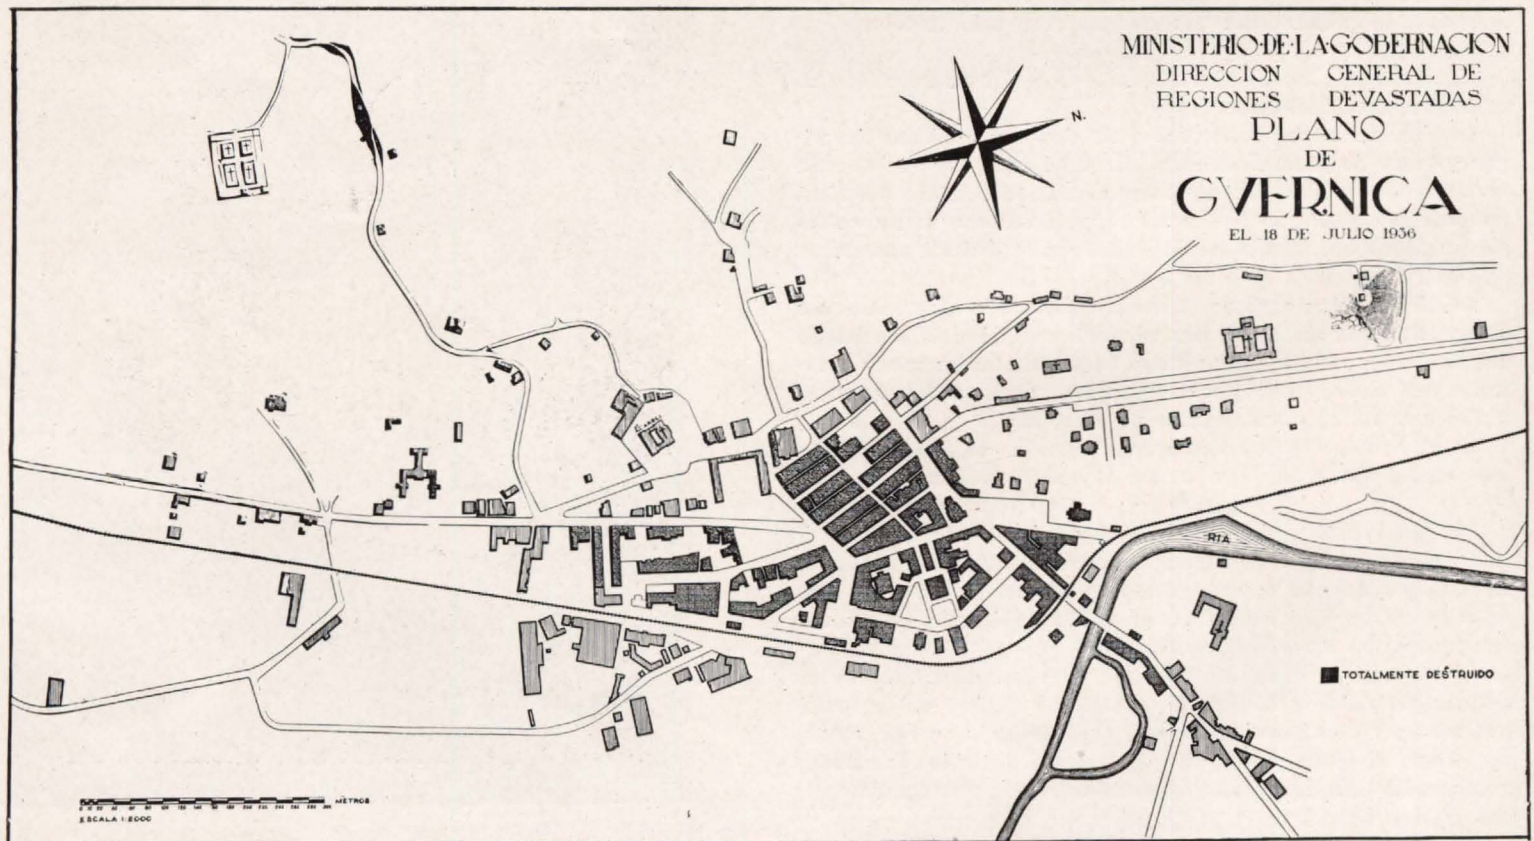 MINISTERIO·DE·LA·GOBERNACION
DIRECCION GENERAL DE
REGIONES DEVASTADAS
PLANO
DE
GVERNICA
EL 18 DE JULIO 1936
N.
RIA
TOTALMENTE DESTRUIDO
METROS
ESCALA 1:2000